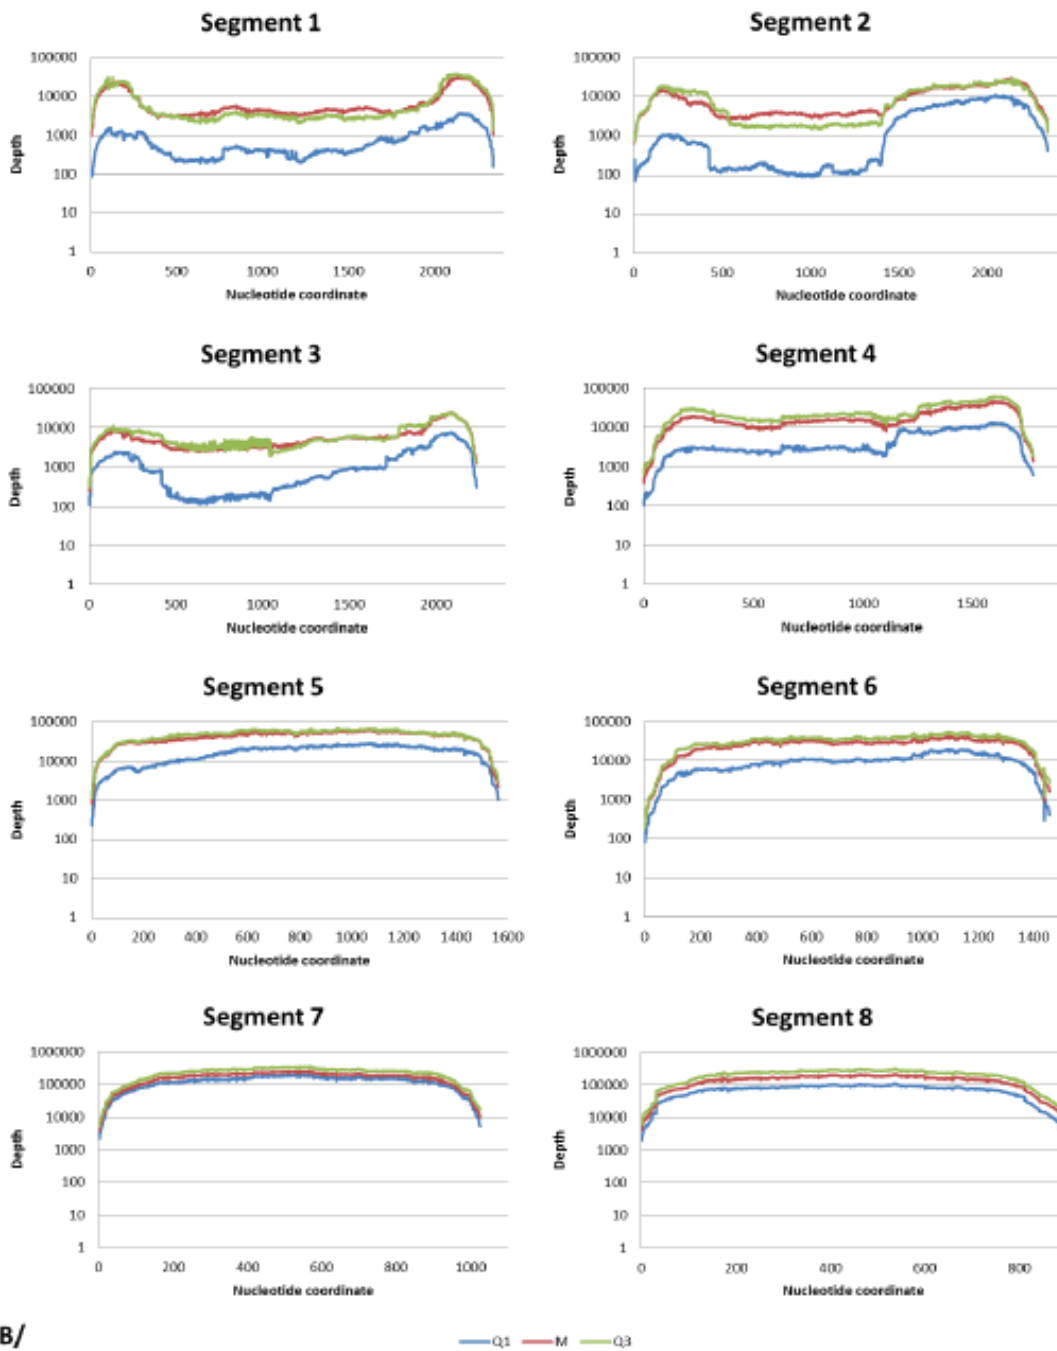 Segment 1
100000
10000
1000
100
10
1
Depth
0 500 1000 1500 2000
Nucleotide coordinate
Segment 2
100000
10000
1000
100
10
1
Depth
0 500 1000 1500 2000
Nucleotide coordinate
Segment 3
100000
10000
1000
100
10
1
Depth
0 500 1000 1500 2000
Nucleotide coordinate
Segment 4
100000
10000
1000
100
10
1
Depth
0 500 1000 1500
Nucleotide coordinate
Segment 5
100000
10000
1000
100
10
1
Depth
0 200 400 600 800 1000 1200 1400 1600
Nucleotide coordinate
Segment 6
100000
10000
1000
100
10
1
Depth
0 200 400 600 800 1000 1200 1400
Nucleotide coordinate
Segment 7
1000000
100000
10000
1000
100
10
1
Depth
0 200 400 600 800 1000
Nucleotide coordinate
Segment 8
1000000
100000
10000
1000
100
10
1
Depth
0 200 400 600 800
Nucleotide coordinate
B/
Q1 M Q3